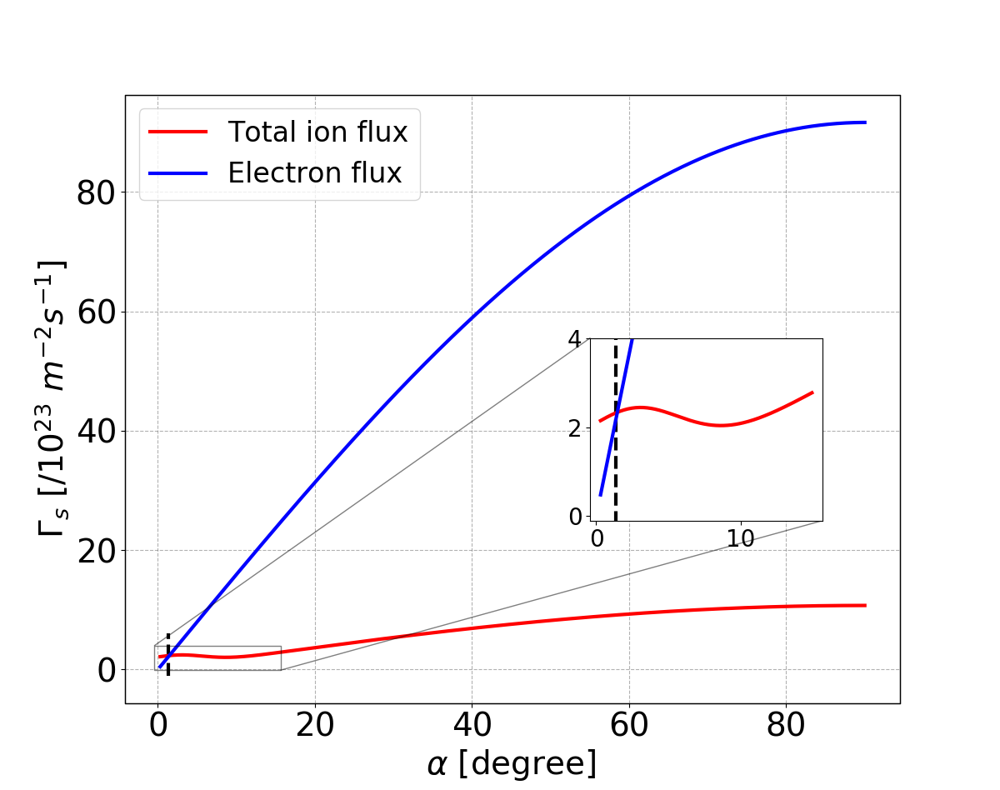 Total ion flux
Electron flux
Γₛ [/10²³ m⁻²s⁻¹]
80
60
40
20
0
4
2
0
0 10
0 20 40 60 80
α [degree]